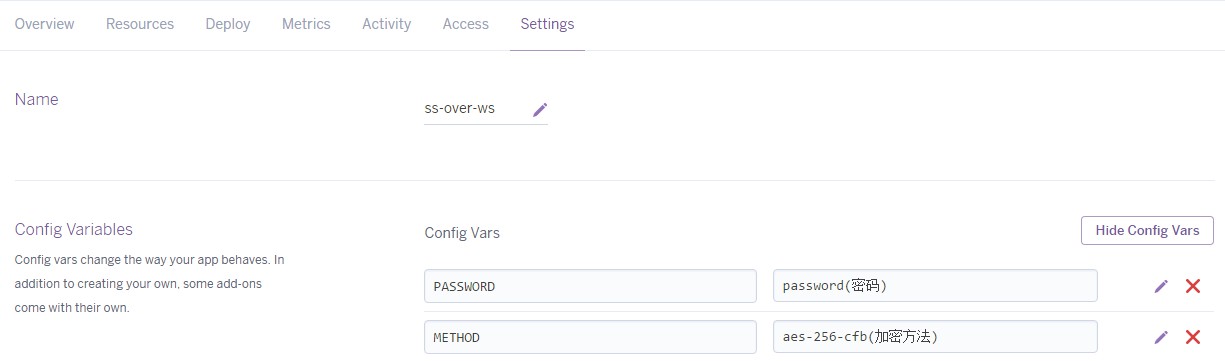 Overview Resources Deploy Metrics Activity Access Settings
Name
ss-over-ws
Config Variables
Config vars change the way your app behaves. In
addition to creating your own, some add-ons
come with their own.
Config Vars
Hide Config Vars
PASSWORD password(密码)
METHOD aes-256-cfb(加密方法)